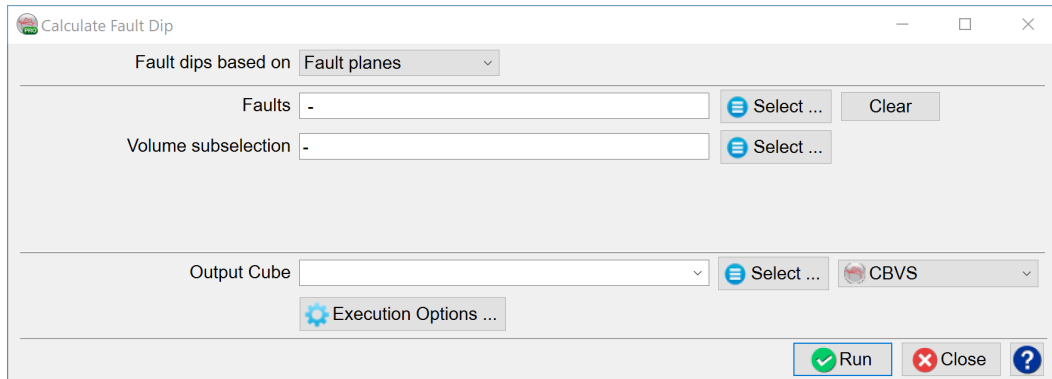 PRO Calculate Fault Dip
Fault dips based on Fault planes
Faults - Select ... Clear
Volume subselection - Select ...
Output Cube Select ... CBVS
Execution Options ...
Run Close ?